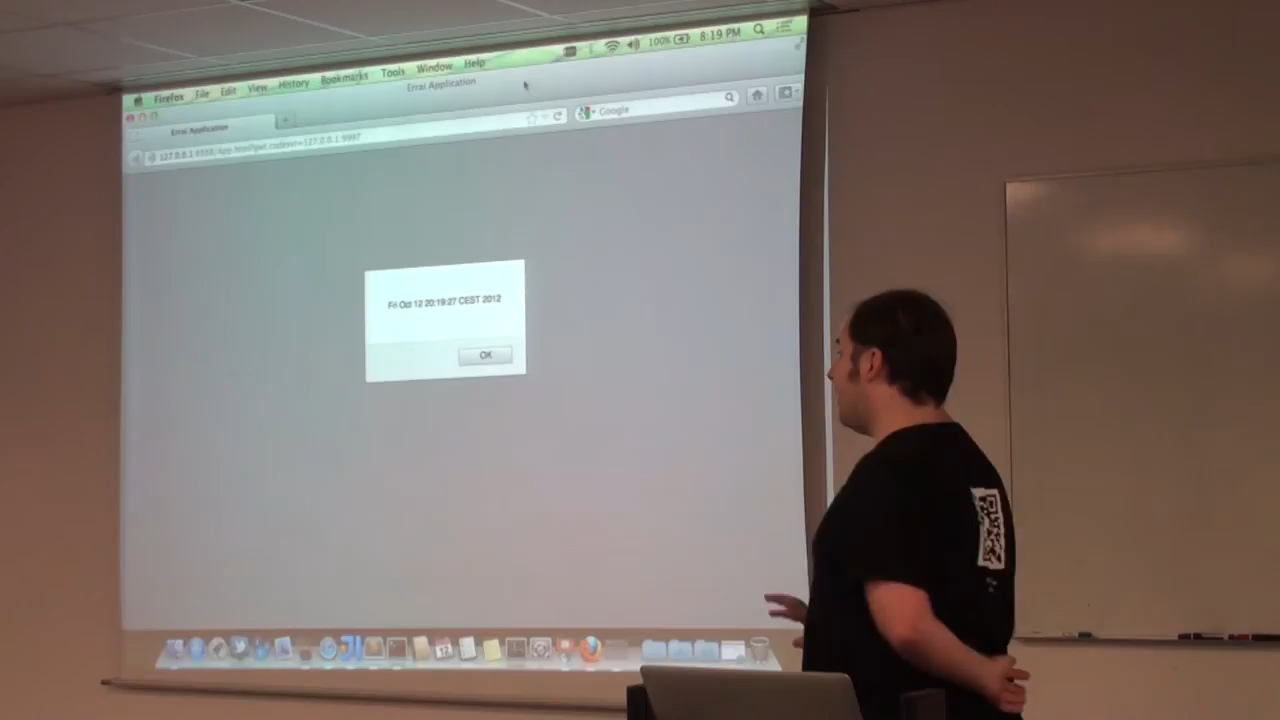 Firefox File Edit View History Bookmarks Tools Window Help 100% 8:19 PM
Errai Application
Errai Application
Google
Fri Oct 12 20:19:27 CEST 2012
OK
12